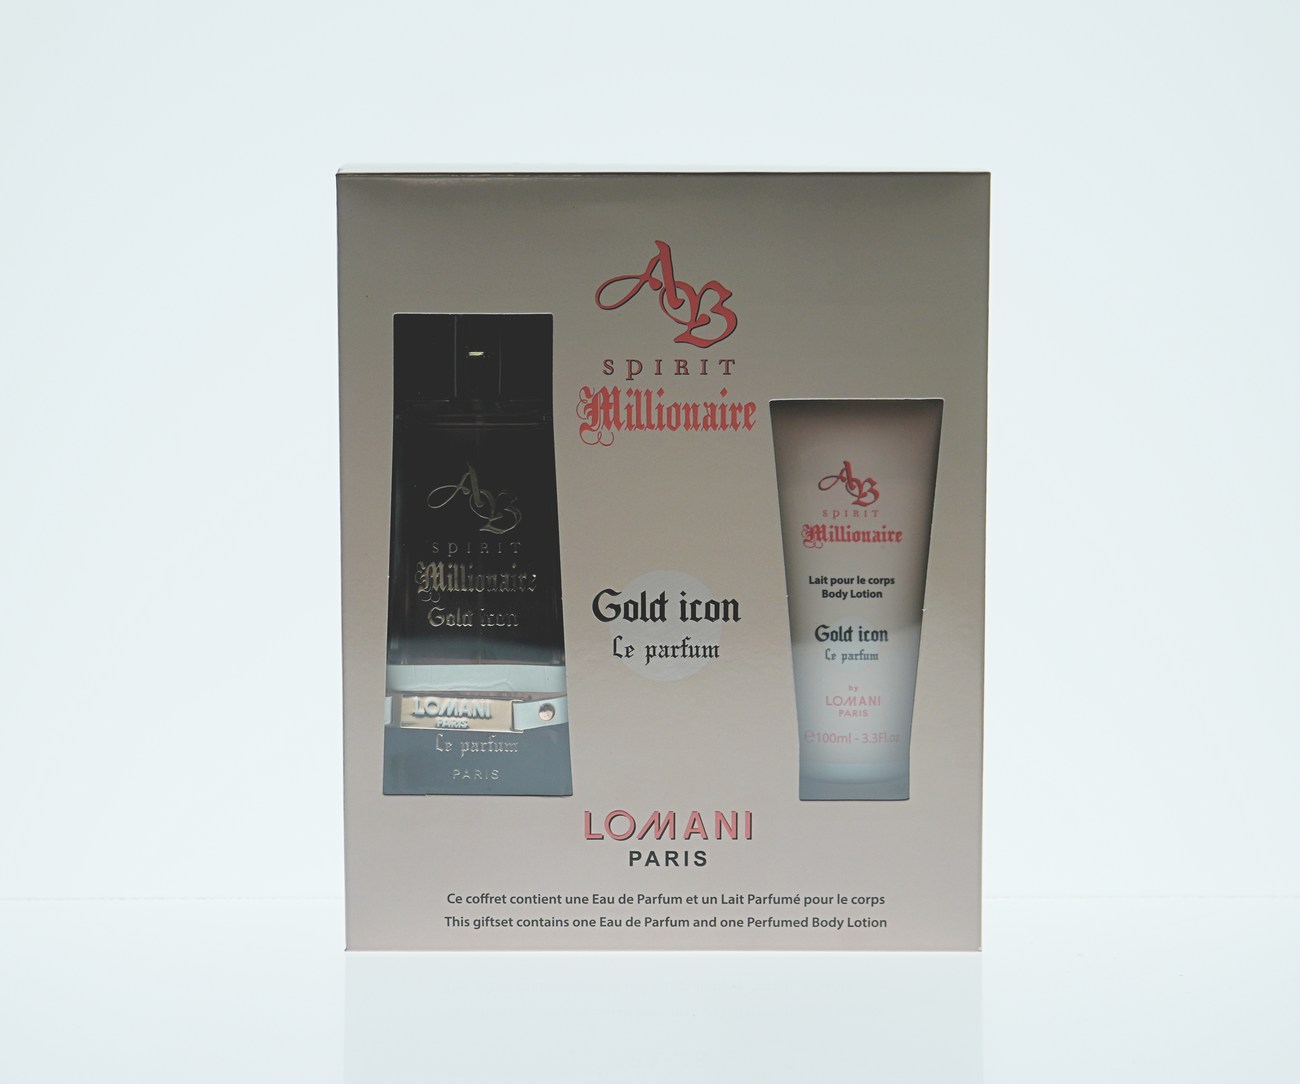 AB
SPIRIT
Millionaire
AB
SPIRIT
Millionaire
Gold icon
LOMANI
PARIS
Le parfum
PARIS
Gold icon
Le parfum
AB
SPIRIT
Millionaire
Lait pour le corps
Body Lotion
Gold icon
Le parfum
by
LOMANI
PARIS
℮100ml - 3.3Fl.oz
LOMANI
PARIS
Ce coffret contient une Eau de Parfum et un Lait Parfumé pour le corps
This giftset contains one Eau de Parfum and one Perfumed Body Lotion